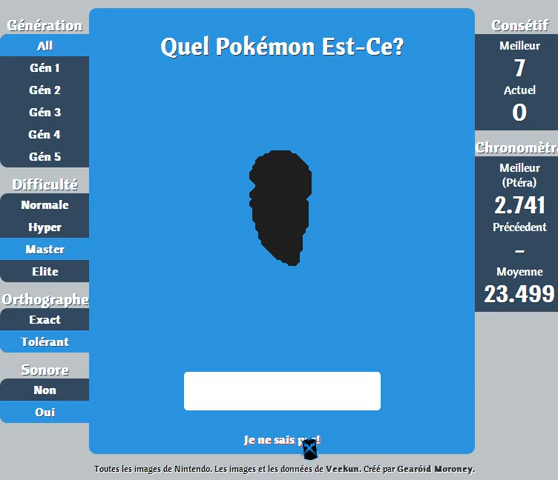 Génération
All
Gén 1
Gén 2
Gén 3
Gén 4
Gén 5
Difficulté
Normale
Hyper
Master
Elite
Orthographe
Exact
Tolérant
Sonore
Non
Oui
Quel Pokémon Est-Ce?
Je ne sais
Consétif
Meilleur
7
Actuel
0
Chronomètr
Meilleur
(Ptéra)
2.741
Précéedent
–
Moyenne
23.499
Toutes les images de Nintendo. Les images et les données de Veekun. Créé par Gearóid Moroney.